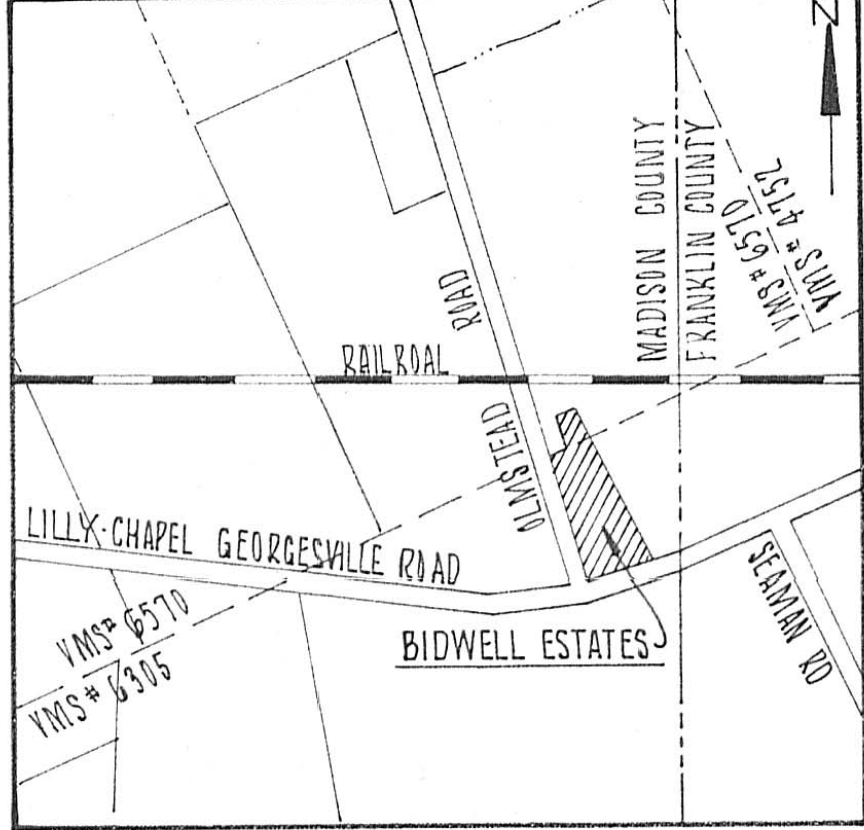 N
MADISON COUNTY
FRANKLIN COUNTY
VMS# 6570
VMS# 4752
ROAD
RAILROAL
OLMSTEAD
LILLY-CHAPEL GEORGESVILLE ROAD
VMS# 6570
VMS# 6305
BIDWELL ESTATES
SEAMAN RD